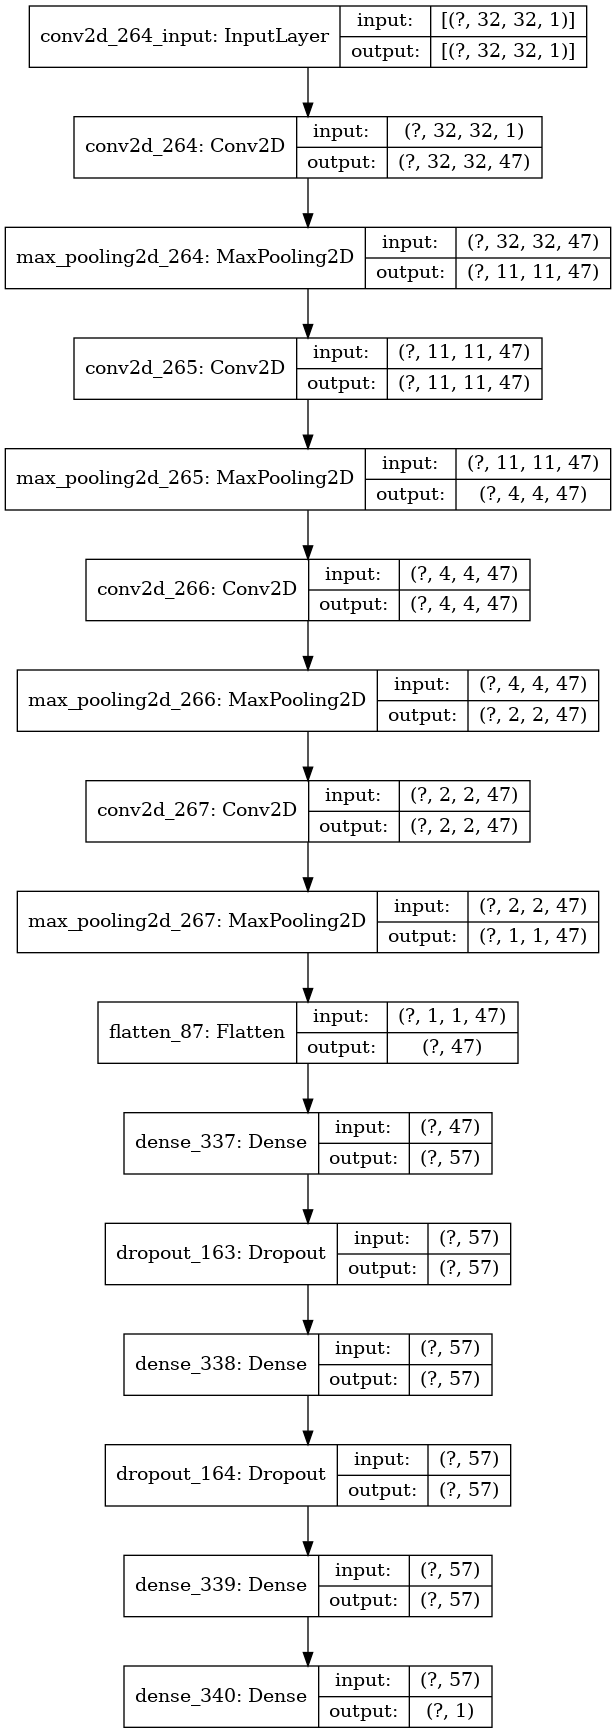 conv2d_264_input: InputLayer
input:
[(?, 32, 32, 1)]
output:
[(?, 32, 32, 1)]
conv2d_264: Conv2D
input:
(?, 32, 32, 1)
output:
(?, 32, 32, 47)
max_pooling2d_264: MaxPooling2D
input:
(?, 32, 32, 47)
output:
(?, 11, 11, 47)
conv2d_265: Conv2D
input:
(?, 11, 11, 47)
output:
(?, 11, 11, 47)
max_pooling2d_265: MaxPooling2D
input:
(?, 11, 11, 47)
output:
(?, 4, 4, 47)
conv2d_266: Conv2D
input:
(?, 4, 4, 47)
output:
(?, 4, 4, 47)
max_pooling2d_266: MaxPooling2D
input:
(?, 4, 4, 47)
output:
(?, 2, 2, 47)
conv2d_267: Conv2D
input:
(?, 2, 2, 47)
output:
(?, 2, 2, 47)
max_pooling2d_267: MaxPooling2D
input:
(?, 2, 2, 47)
output:
(?, 1, 1, 47)
flatten_87: Flatten
input:
(?, 1, 1, 47)
output:
(?, 47)
dense_337: Dense
input:
(?, 47)
output:
(?, 57)
dropout_163: Dropout
input:
(?, 57)
output:
(?, 57)
dense_338: Dense
input:
(?, 57)
output:
(?, 57)
dropout_164: Dropout
input:
(?, 57)
output:
(?, 57)
dense_339: Dense
input:
(?, 57)
output:
(?, 57)
dense_340: Dense
input:
(?, 57)
output:
(?, 1)